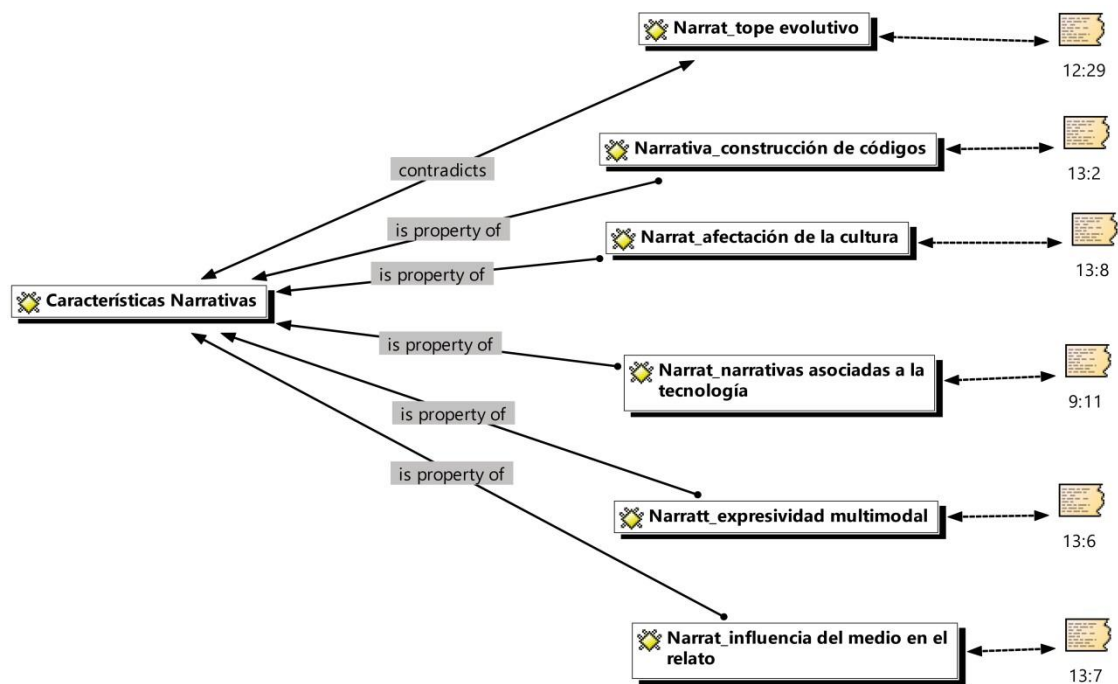 Narrat_tope evolutivo
12:29
contradicts
Narrativa_construcción de códigos
13:2
is property of
Narrat_afectación de la cultura
13:8
is property of
Característísicas Narrativas
is property of
Narrat_narrativas asociadas a la
tecnología
9:11
is property of
Narratt_expresividad multimodal
13:6
is property of
Narrat_influencia del medio en el
relato
13:7